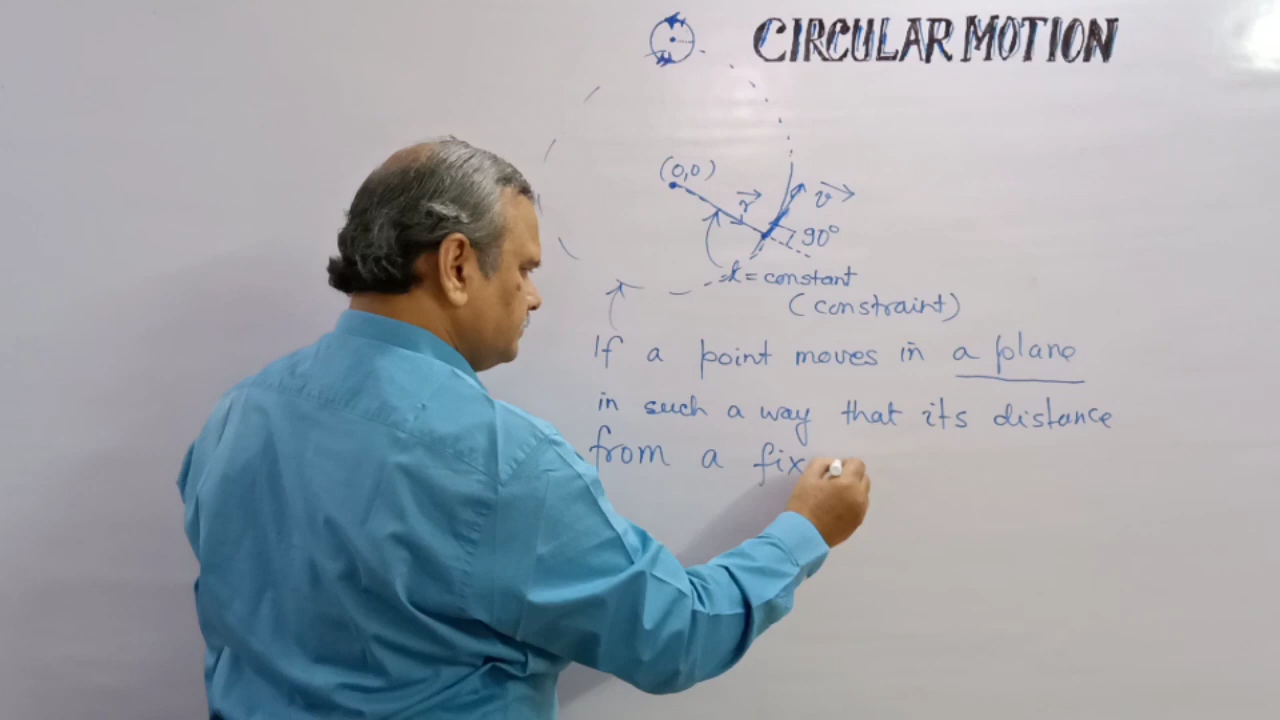 CIRCULAR MOTION
(0,0)
r
v
90°
l = constant
(constraint)
If a point moves in a plane
in such a way that its distance
from a fix